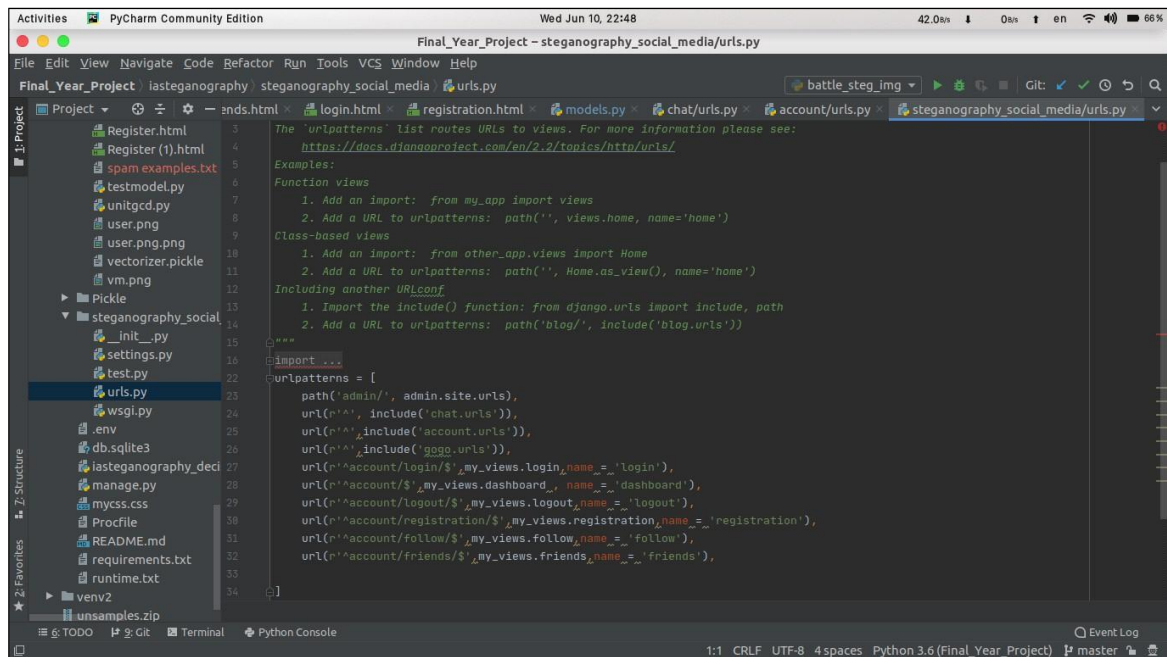 Activities PyCharm Community Edition Wed Jun 10, 22:48 42.0B/s 0B/s en 66%
Final_Year_Project – steganography_social_media/urls.py
File Edit View Navigate Code Refactor Run Tools VCS Window Help
Final_Year_Project iasteganography steganography_social_media urls.py battle_steg_img Git:
Project ends.html login.html registration.html models.py chat/urls.py account/urls.py steganography_social_media/urls.py
1: Project
Register.html
Register (1).html
spam examples.txt
testmodel.py
unitgcd.py
user.png
user.png.png
vectorizer.pickle
vm.png
Pickle
steganography_social_
__init__.py
settings.py
test.py
urls.py
wsgi.py
.env
db.sqlite3
iasteganography_deci
manage.py
mycss.css
Procfile
README.md
requirements.txt
runtime.txt
venv2
unsamples.zip
Z: Structure
2: Favorites
3 The `urlpatterns` list routes URLs to views. For more information please see:
4 https://docs.djangoproject.com/en/2.2/topics/http/urls/
5 Examples:
6 Function views
7 1. Add an import: from my_app import views
8 2. Add a URL to urlpatterns: path('', views.home, name='home')
9 Class-based views
10 1. Add an import: from other_app.views import Home
11 2. Add a URL to urlpatterns: path('', Home.as_view(), name='home')
12 Including another URLconf
13 1. Import the include() function: from django.urls import include, path
14 2. Add a URL to urlpatterns: path('blog/', include('blog.urls'))
15 """
16 import ...
22 urlpatterns = [
23 path('admin/', admin.site.urls),
24 url(r'^', include('chat.urls')),
25 url(r'^',include('account.urls')),
26 url(r'^',include('gogo.urls')),
27 url(r'^account/login/$',my_views.login,name = 'login'),
28 url(r'^account/$',my_views.dashboard , name = 'dashboard'),
29 url(r'^account/logout/$',my_views.logout,name = 'logout'),
30 url(r'^account/registration/$',my_views.registration,name = 'registration'),
31 url(r'^account/follow/$',my_views.follow,name = 'follow'),
32 url(r'^account/friends/$',my_views.friends,name = 'friends'),
33
34 ]
6: TODO 9: Git Terminal Python Console Event Log
1:1 CRLF UTF-8 4 spaces Python 3.6 (Final_Year_Project) master